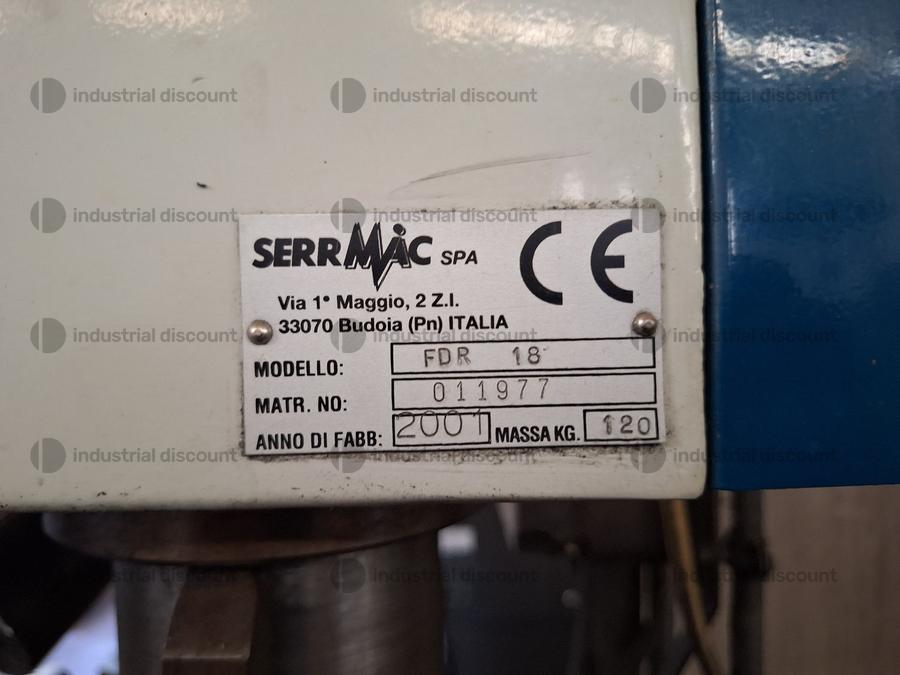 industrial discount industrial discount industrial discount
industrial discount industrial discount industrial discount
SERRMAC SPA CE
Via 1° Maggio, 2 Z.I.
33070 Budoia (Pn) ITALIA
industrial discount industrial discount industrial discount
MODELLO: FDR 18
MATR. NO: 011977
ANNO DI FABB: 2001 MASSA KG. 120
industrial discount industrial discount industrial discount
industrial discount industrial discount industrial discount